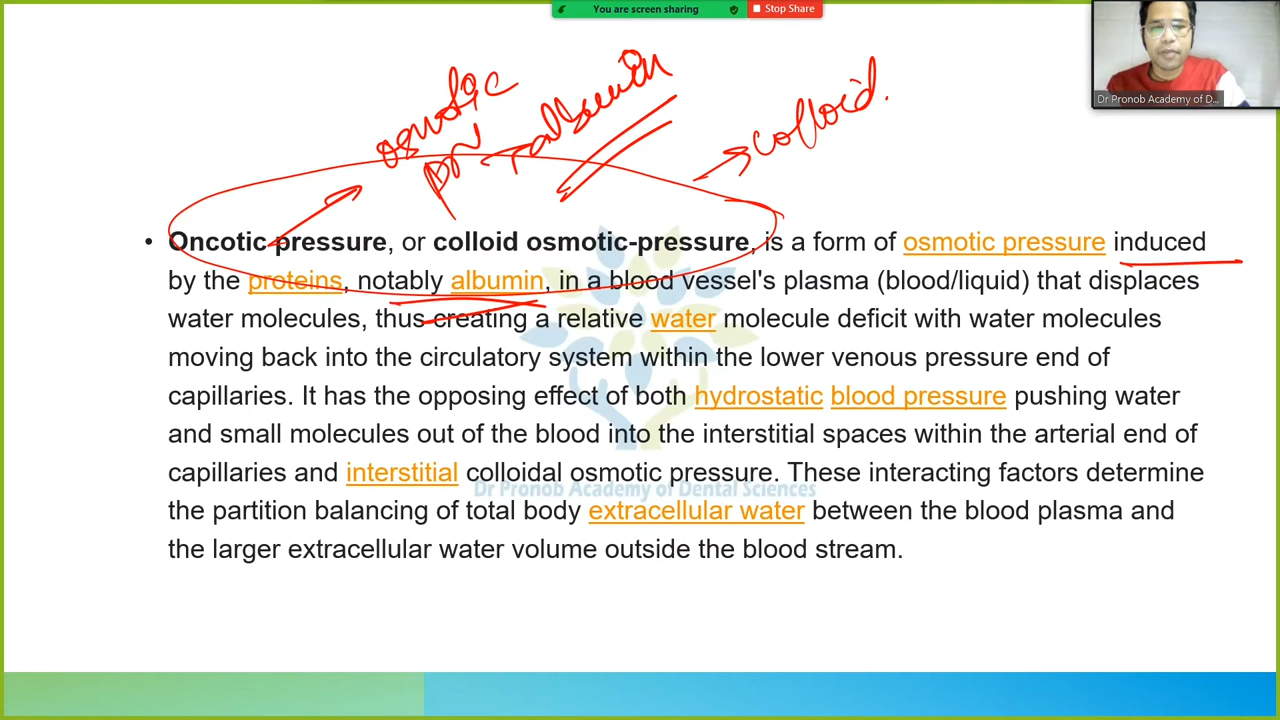 You are screen sharing
Stop Share
Dr Pronob Academy of D...
osmotic
pr
albumin
colloid.
• Oncotic pressure, or colloid osmotic-pressure, is a form of osmotic pressure induced
by the proteins, notably albumin, in a blood vessel's plasma (blood/liquid) that displaces
water molecules, thus creating a relative water molecule deficit with water molecules
moving back into the circulatory system within the lower venous pressure end of
capillaries. It has the opposing effect of both hydrostatic blood pressure pushing water
and small molecules out of the blood into the interstitial spaces within the arterial end of
capillaries and interstitial colloidal osmotic pressure. These interacting factors determine
Dr Pronob Academy of Dental Sciences
the partition balancing of total body extracellular water between the blood plasma and
the larger extracellular water volume outside the blood stream.